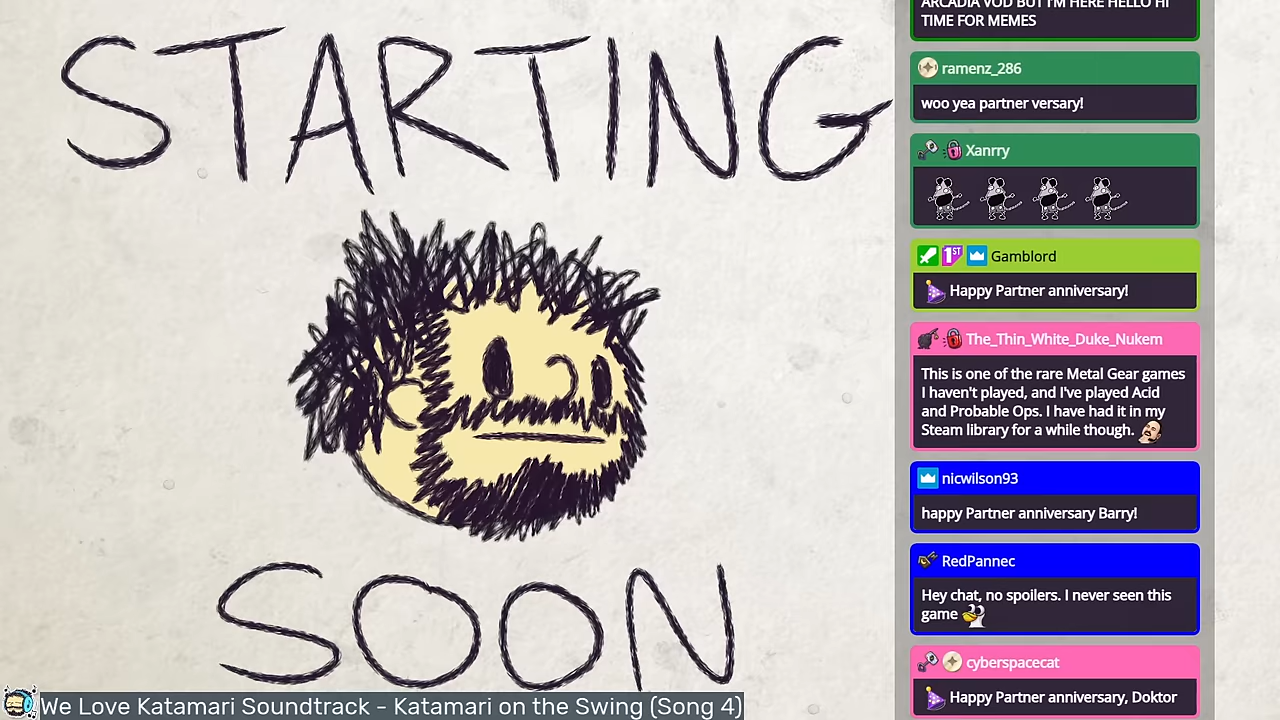 STARTING
SOON
We Love Katamari Soundtrack - Katamari on the Swing (Song 4)
ARCADIA VOD BUT I'M HERE HELLO HI
TIME FOR MEMES
ramenz_286
woo yea partner versary!
Xanrry
1ST Gamblord
Happy Partner anniversary!
The_Thin_White_Duke_Nukem
This is one of the rare Metal Gear games
I haven't played, and I've played Acid
and Probable Ops. I have had it in my
Steam library for a while though.
nicwilson93
happy Partner anniversary Barry!
RedPannec
Hey chat, no spoilers. I never seen this
game
cyberspacecat
Happy Partner anniversary, Doktor